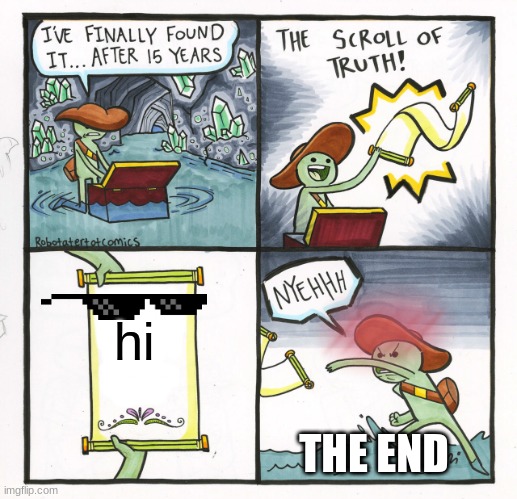 I'VE FINALLY FOUND
IT... AFTER 15 YEARS
THE SCROLL OF
TRUTH!
Robotatertotcomics
hi
NYEHHH
THE END
imgflip.com